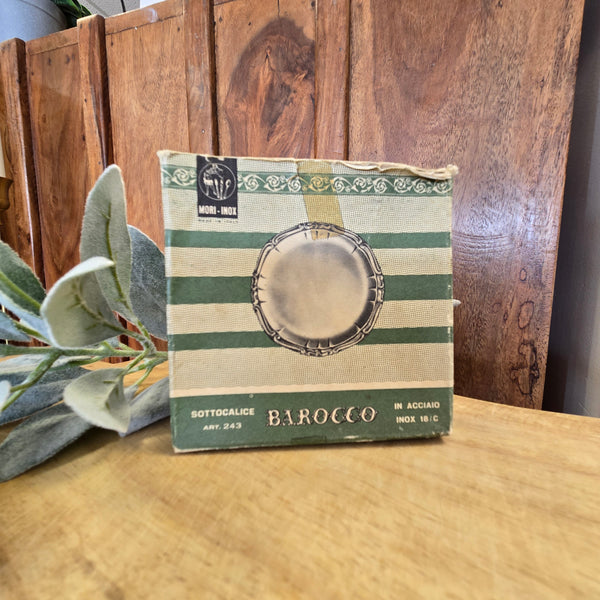 MORI-INOX
MADE IN ITALY
SOTTOCALICE
ART. 243
BAROCCO
IN ACCIAIO
INOX 18/C